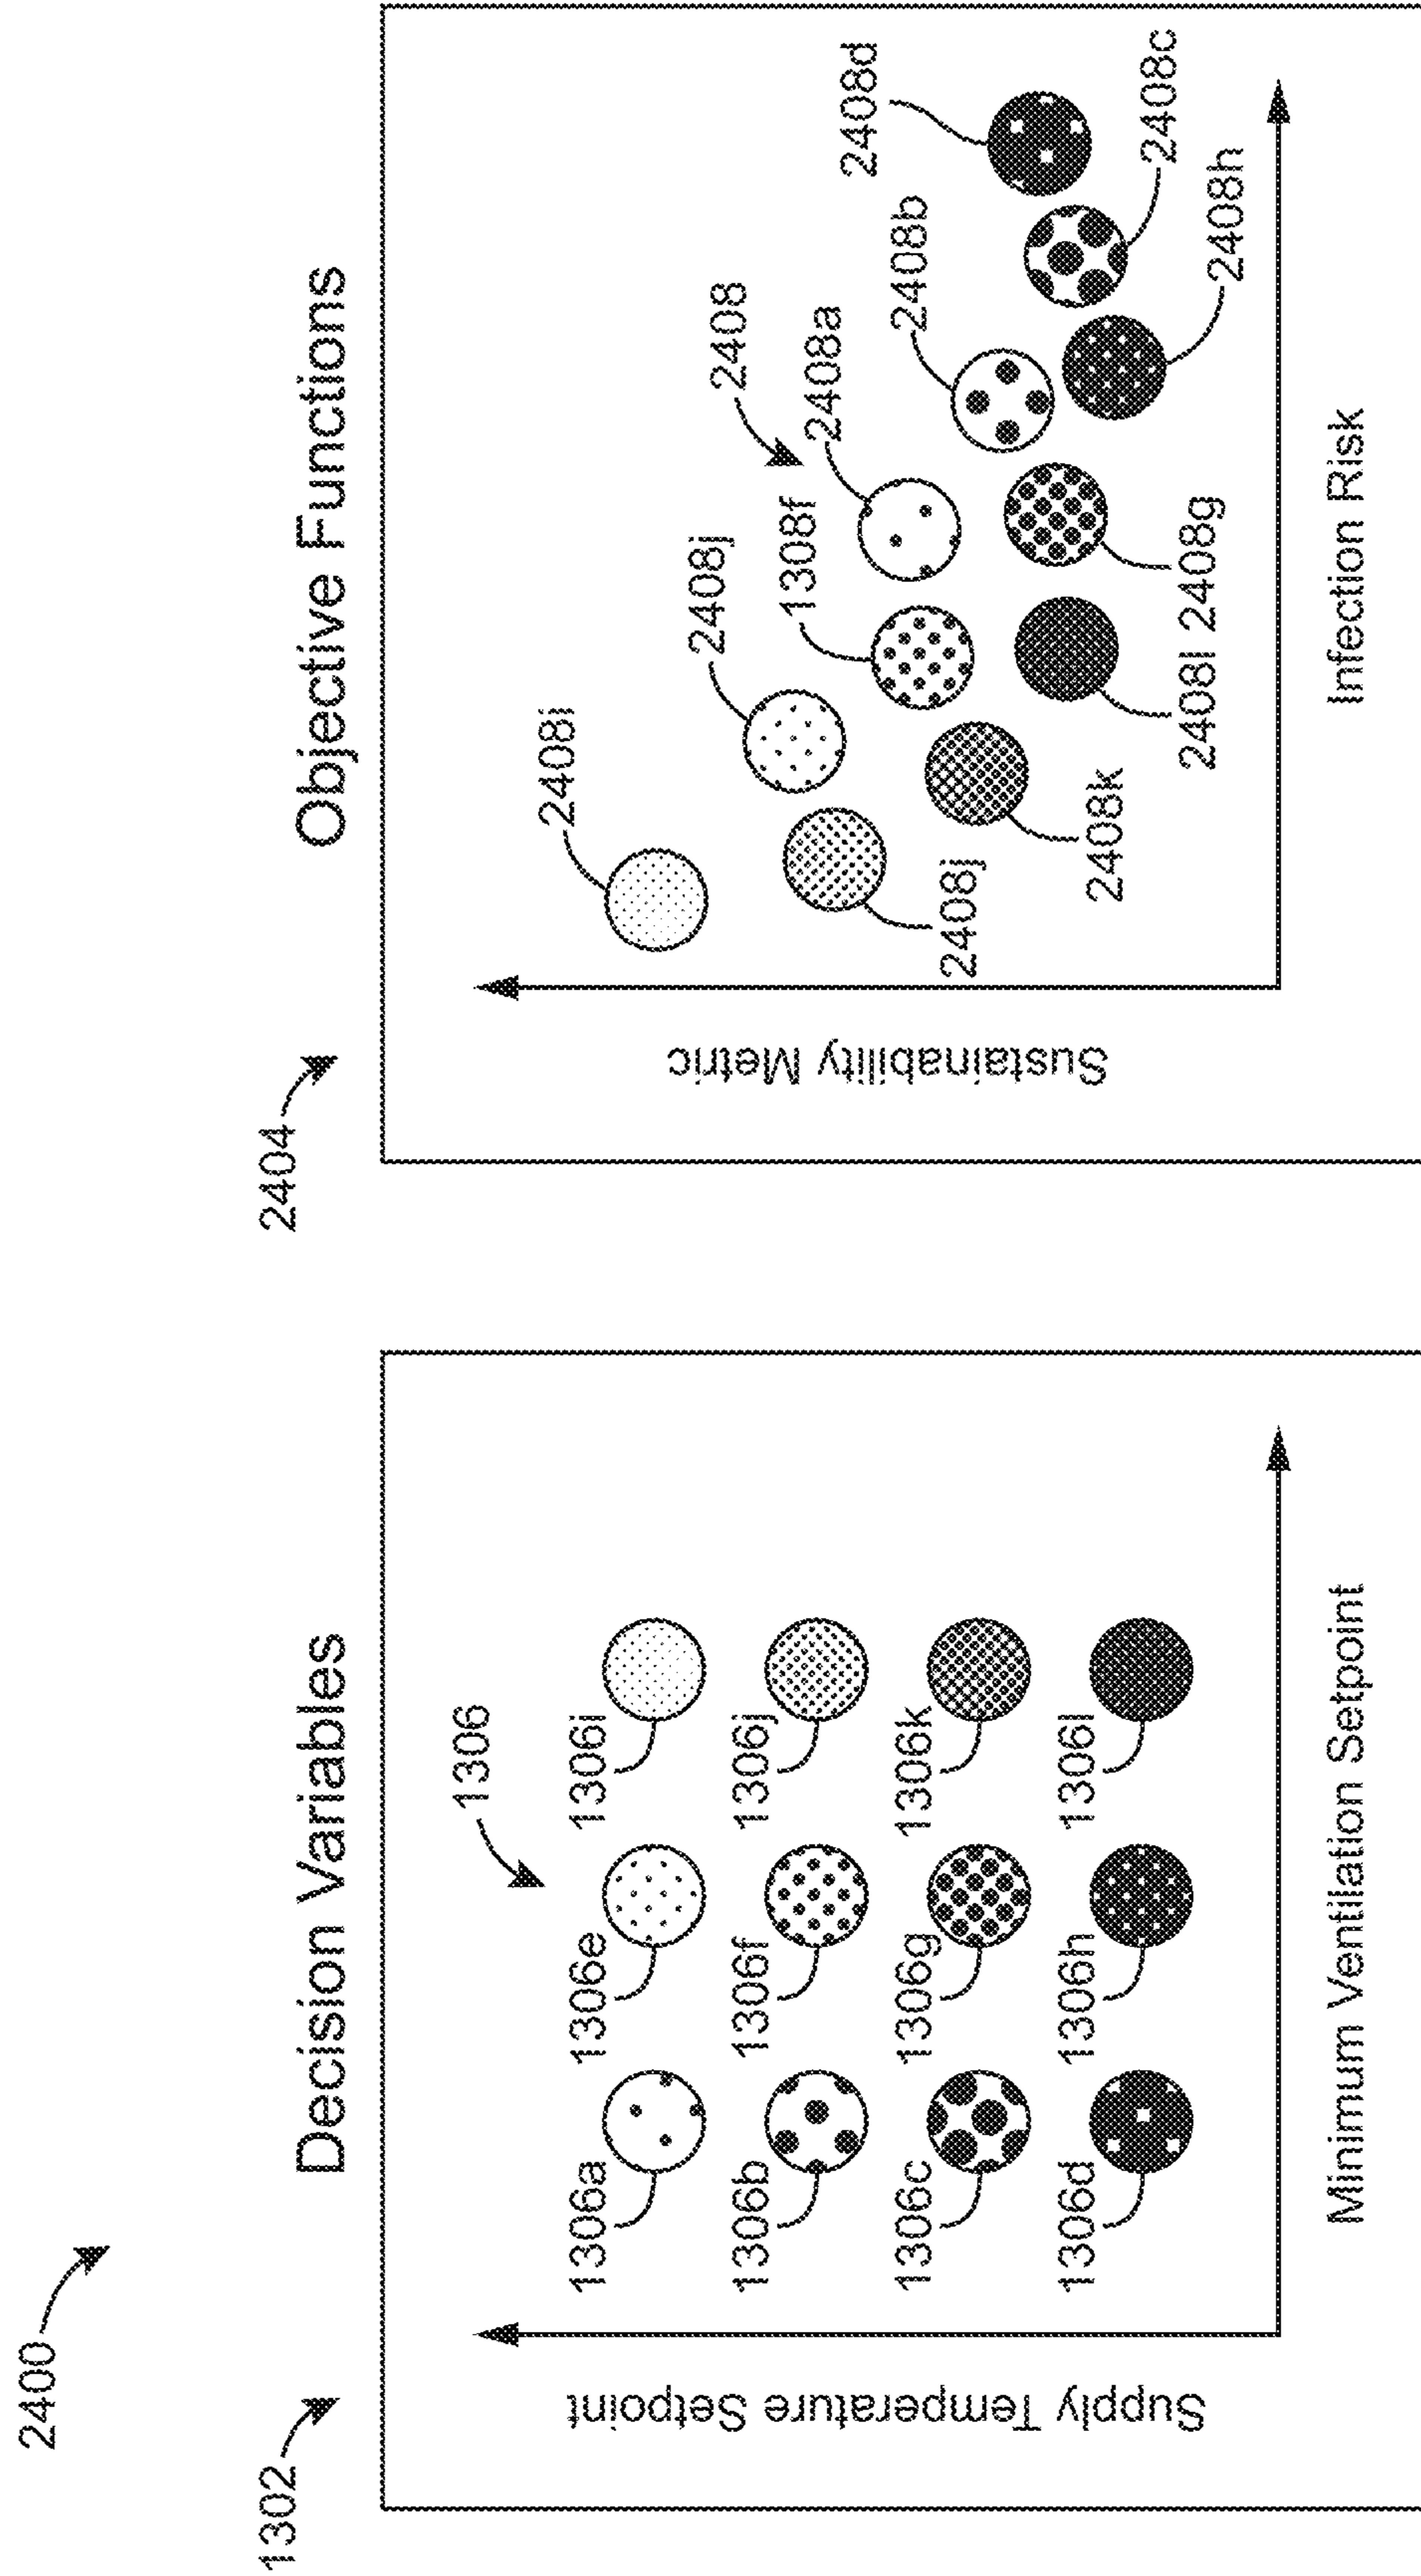 2400
1302
Decision Variables
1306
1306a
1306e
1306i
1306b
1306f
1306j
1306c
1306g
1306k
1306d
1306h
1306l
Supply Temperature Setpoint
Minimum Ventilation Setpoint
2404
Objective Functions
2408i
2408j
2408
1308f
2408a
2408b
2408d
2408j
2408k
2408l
2408g
2408h
2408c
Sustainability Metric
Infection Risk